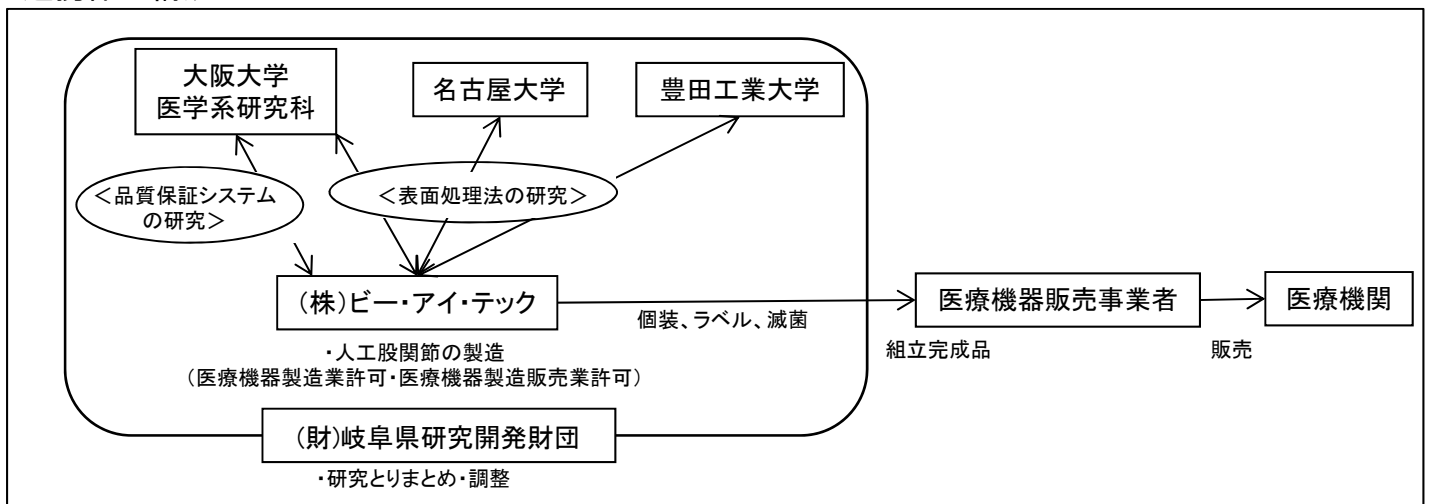 大阪大学
医学系研究科
名古屋大学
豊田工業大学
＜品質保証システム
の研究＞
＜表面処理法の研究＞
（株）ビー・アイ・テック
医療機器販売事業者
医療機関
個装、ラベル、滅菌
・人工股関節の製造
（医療機器製造業許可・医療機器製造販売業許可）
組立完成品
販売
（財）岐阜県研究開発財団
・研究とりまとめ・調整